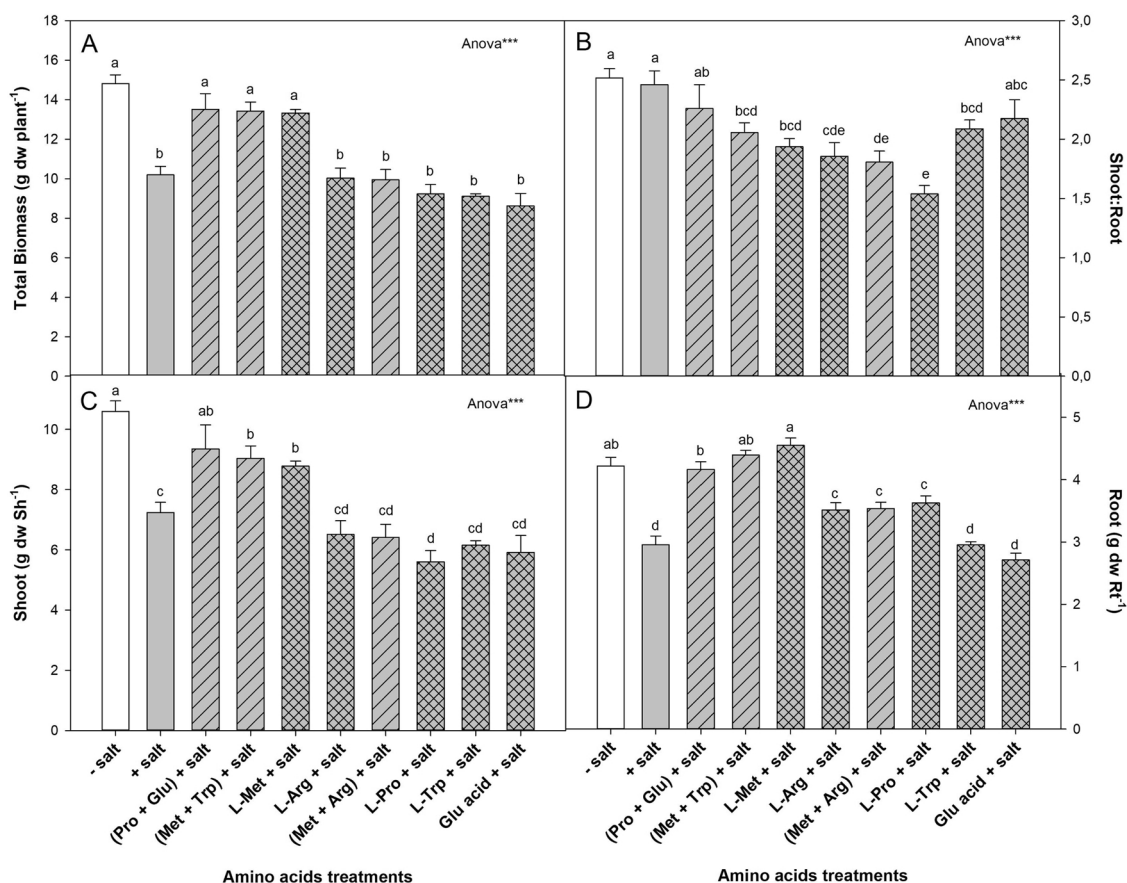 A
Anova***
Total Biomass (g dw plant-1)
18
16
14
12
10
8
6
4
2
0
a
b
a
a
a
b
b
b
b
b
B
Anova***
Shoot:Root
3,0
2,5
2,0
1,5
1,0
0,5
0,0
a
a
ab
bcd
bcd
cde
de
e
bcd
abc
C
Anova***
Shoot (g dw Sh-1)
10
8
6
4
2
0
a
c
ab
b
b
cd
cd
d
cd
cd
D
Anova***
Root (g dw Rt-1)
5
4
3
2
1
0
ab
d
b
ab
a
c
c
c
d
d
- salt
+ salt
(Pro + Glu) + salt
(Met + Trp) + salt
L-Met + salt
L-Arg + salt
(Met + Arg) + salt
L-Pro + salt
L-Trp + salt
Glu acid + salt
Amino acids treatments
- salt
+ salt
(Pro + Glu) + salt
(Met + Trp) + salt
L-Met + salt
L-Arg + salt
(Met + Arg) + salt
L-Pro + salt
L-Trp + salt
Glu acid + salt
Amino acids treatments